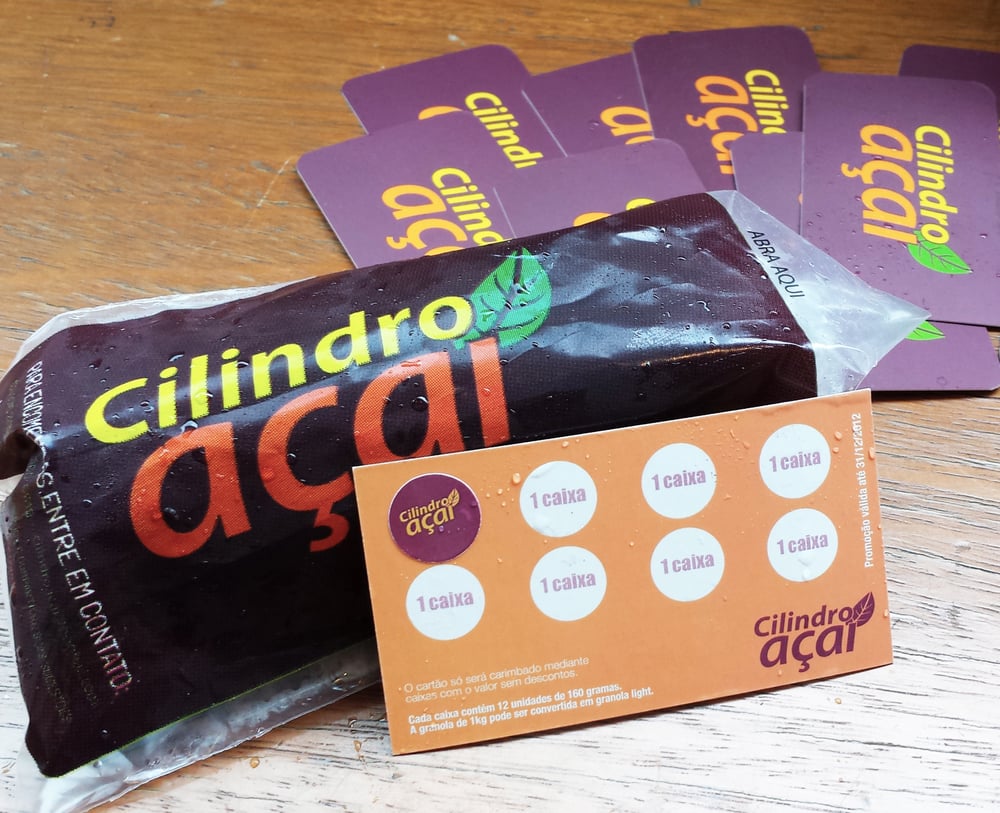 Cilindro
açaí
Cilindro
açaí
Cilindro
açaí
ABRA AQUI
Cilindro
açaí
ENTRE EM CONTATO:
Cilindro
açaí
1 caixa
1 caixa
1 caixa
1 caixa
1 caixa
1 caixa
1 caixa
Promoção válida até 31/12/2012
Cilindro
açaí
O cartão só será carimbado mediante
caixas com o valor sem descontos.
Cada caixa contém 12 unidades de 160 gramas.
A granola de 1kg pode ser convertida em granola light.